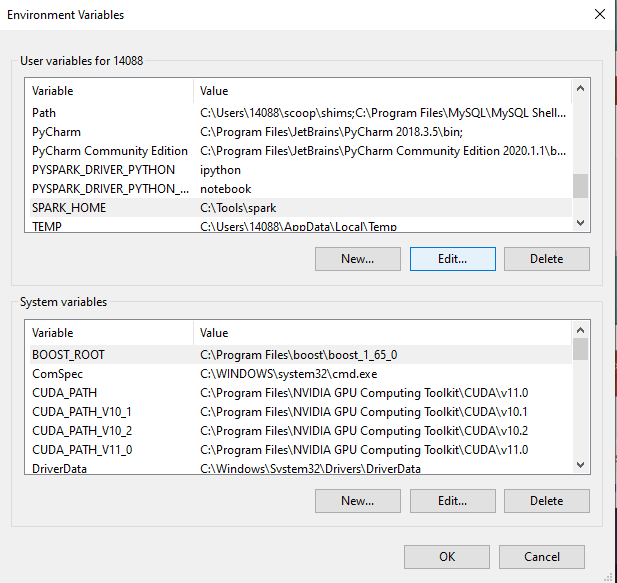 Environment Variables
User variables for 14088
Variable Value
Path C:\Users\14088\scoop\shims;C:\Program Files\MySQL\MySQL Shell...
PyCharm C:\Program Files\JetBrains\PyCharm 2018.3.5\bin;
PyCharm Community Edition C:\Program Files\JetBrains\PyCharm Community Edition 2020.1.1\b...
PYSPARK_DRIVER_PYTHON ipython
PYSPARK_DRIVER_PYTHON_... notebook
SPARK_HOME C:\Tools\spark
TEMP C:\Users\14088\AppData\Local\Temp
New... Edit... Delete
System variables
Variable Value
BOOST_ROOT C:\Program Files\boost\boost_1_65_0
ComSpec C:\WINDOWS\system32\cmd.exe
CUDA_PATH C:\Program Files\NVIDIA GPU Computing Toolkit\CUDA\v11.0
CUDA_PATH_V10_1 C:\Program Files\NVIDIA GPU Computing Toolkit\CUDA\v10.1
CUDA_PATH_V10_2 C:\Program Files\NVIDIA GPU Computing Toolkit\CUDA\v10.2
CUDA_PATH_V11_0 C:\Program Files\NVIDIA GPU Computing Toolkit\CUDA\v11.0
DriverData C:\Windows\System32\Drivers\DriverData
New... Edit... Delete
OK Cancel